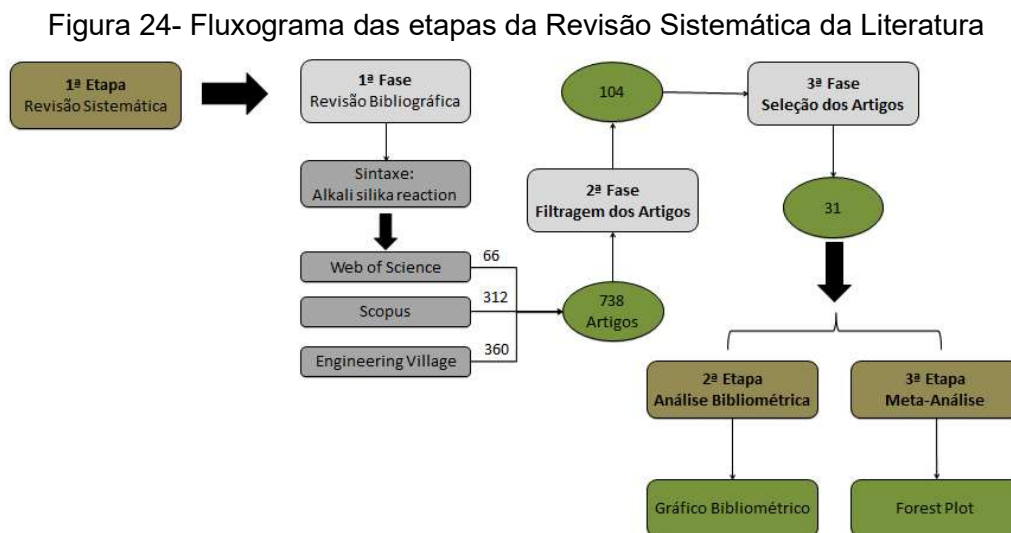 Figura 24- Fluxograma das etapas da Revisão Sistemática da Literatura
1ª Etapa
Revisão Sistemática
1ª Fase
Revisão Bibliográfica
Sintaxe:
Alkali silika reaction
Web of Science
66
Scopus
312
Engineering Village
360
738
Artigos
2ª Fase
Filtragem dos Artigos
104
3ª Fase
Seleção dos Artigos
31
2ª Etapa
Análise Bibliométrica
3ª Etapa
Meta-Análise
Gráfico Bibliométrico
Forest Plot